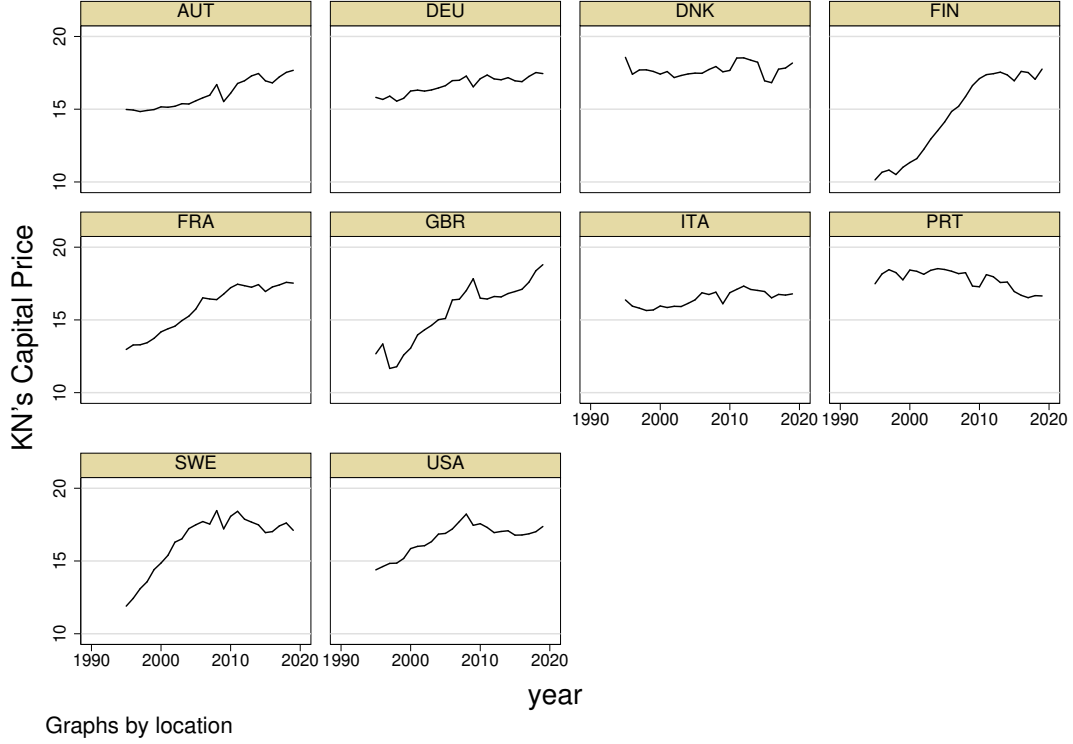 AUT DEU DNK FIN
20
15
10
FRA GBR ITA PRT
20
15
10
1990 2000 2010 2020 1990 2000 2010 2020
SWE USA
20
15
10
1990 2000 2010 2020 1990 2000 2010 2020
KN's Capital Price
year
Graphs by location